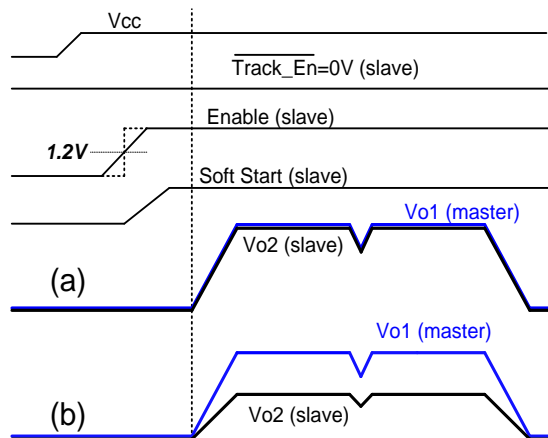 Vcc
Track_En=0V (slave)
Enable (slave)
1.2V
Soft Start (slave)
Vo1 (master)
Vo2 (slave)
(a)
Vo1 (master)
Vo2 (slave)
(b)